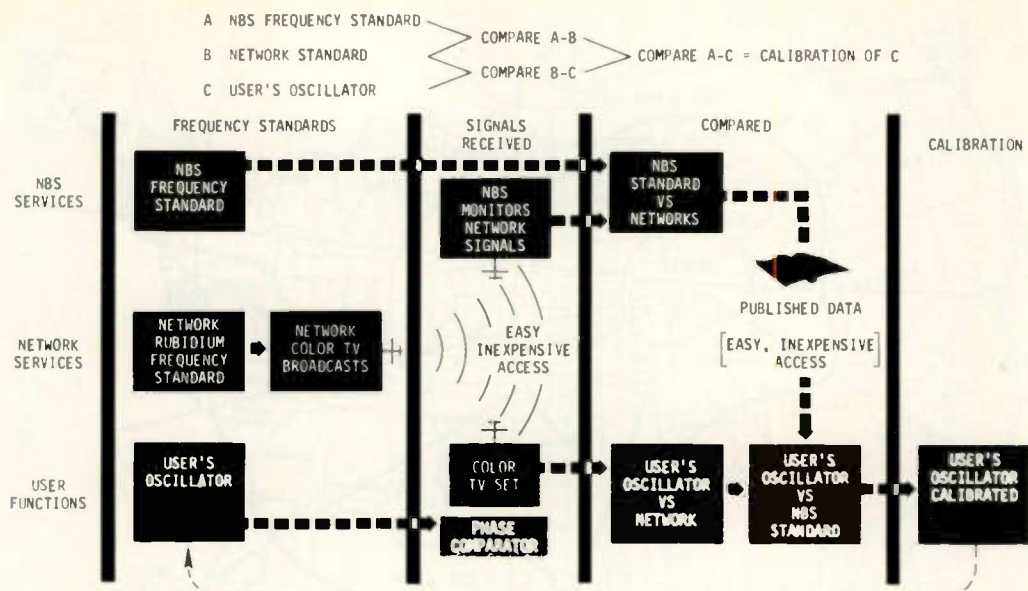 A NBS FREQUENCY STANDARD
B NETWORK STANDARD
C USER'S OSCILLATOR
COMPARE A-B
COMPARE B-C
COMPARE A-C = CALIBRATION OF C
FREQUENCY STANDARDS
SIGNALS
RECEIVED
COMPARED
CALIBRATION
NBS
SERVICES
NBS
FREQUENCY
STANDARD
NBS
MONITORS
NETWORK
SIGNALS
NBS
STANDARD
VS
NETWORKS
PUBLISHED DATA
[EASY, INEXPENSIVE
ACCESS]
NETWORK
SERVICES
NETWORK
RUBIDIUM
FREQUENCY
STANDARD
NETWORK
COLOR TV
BROADCASTS
EASY
INEXPENSIVE
ACCESS
USER
FUNCTIONS
USER'S
OSCILLATOR
COLOR
TV SET
PHASE
COMPARATOR
USER'S
OSCILLATOR
VS
NETWORK
USER'S
OSCILLATOR
VS
NBS
STANDARD
USER'S
OSCILLATOR
CALIBRATED